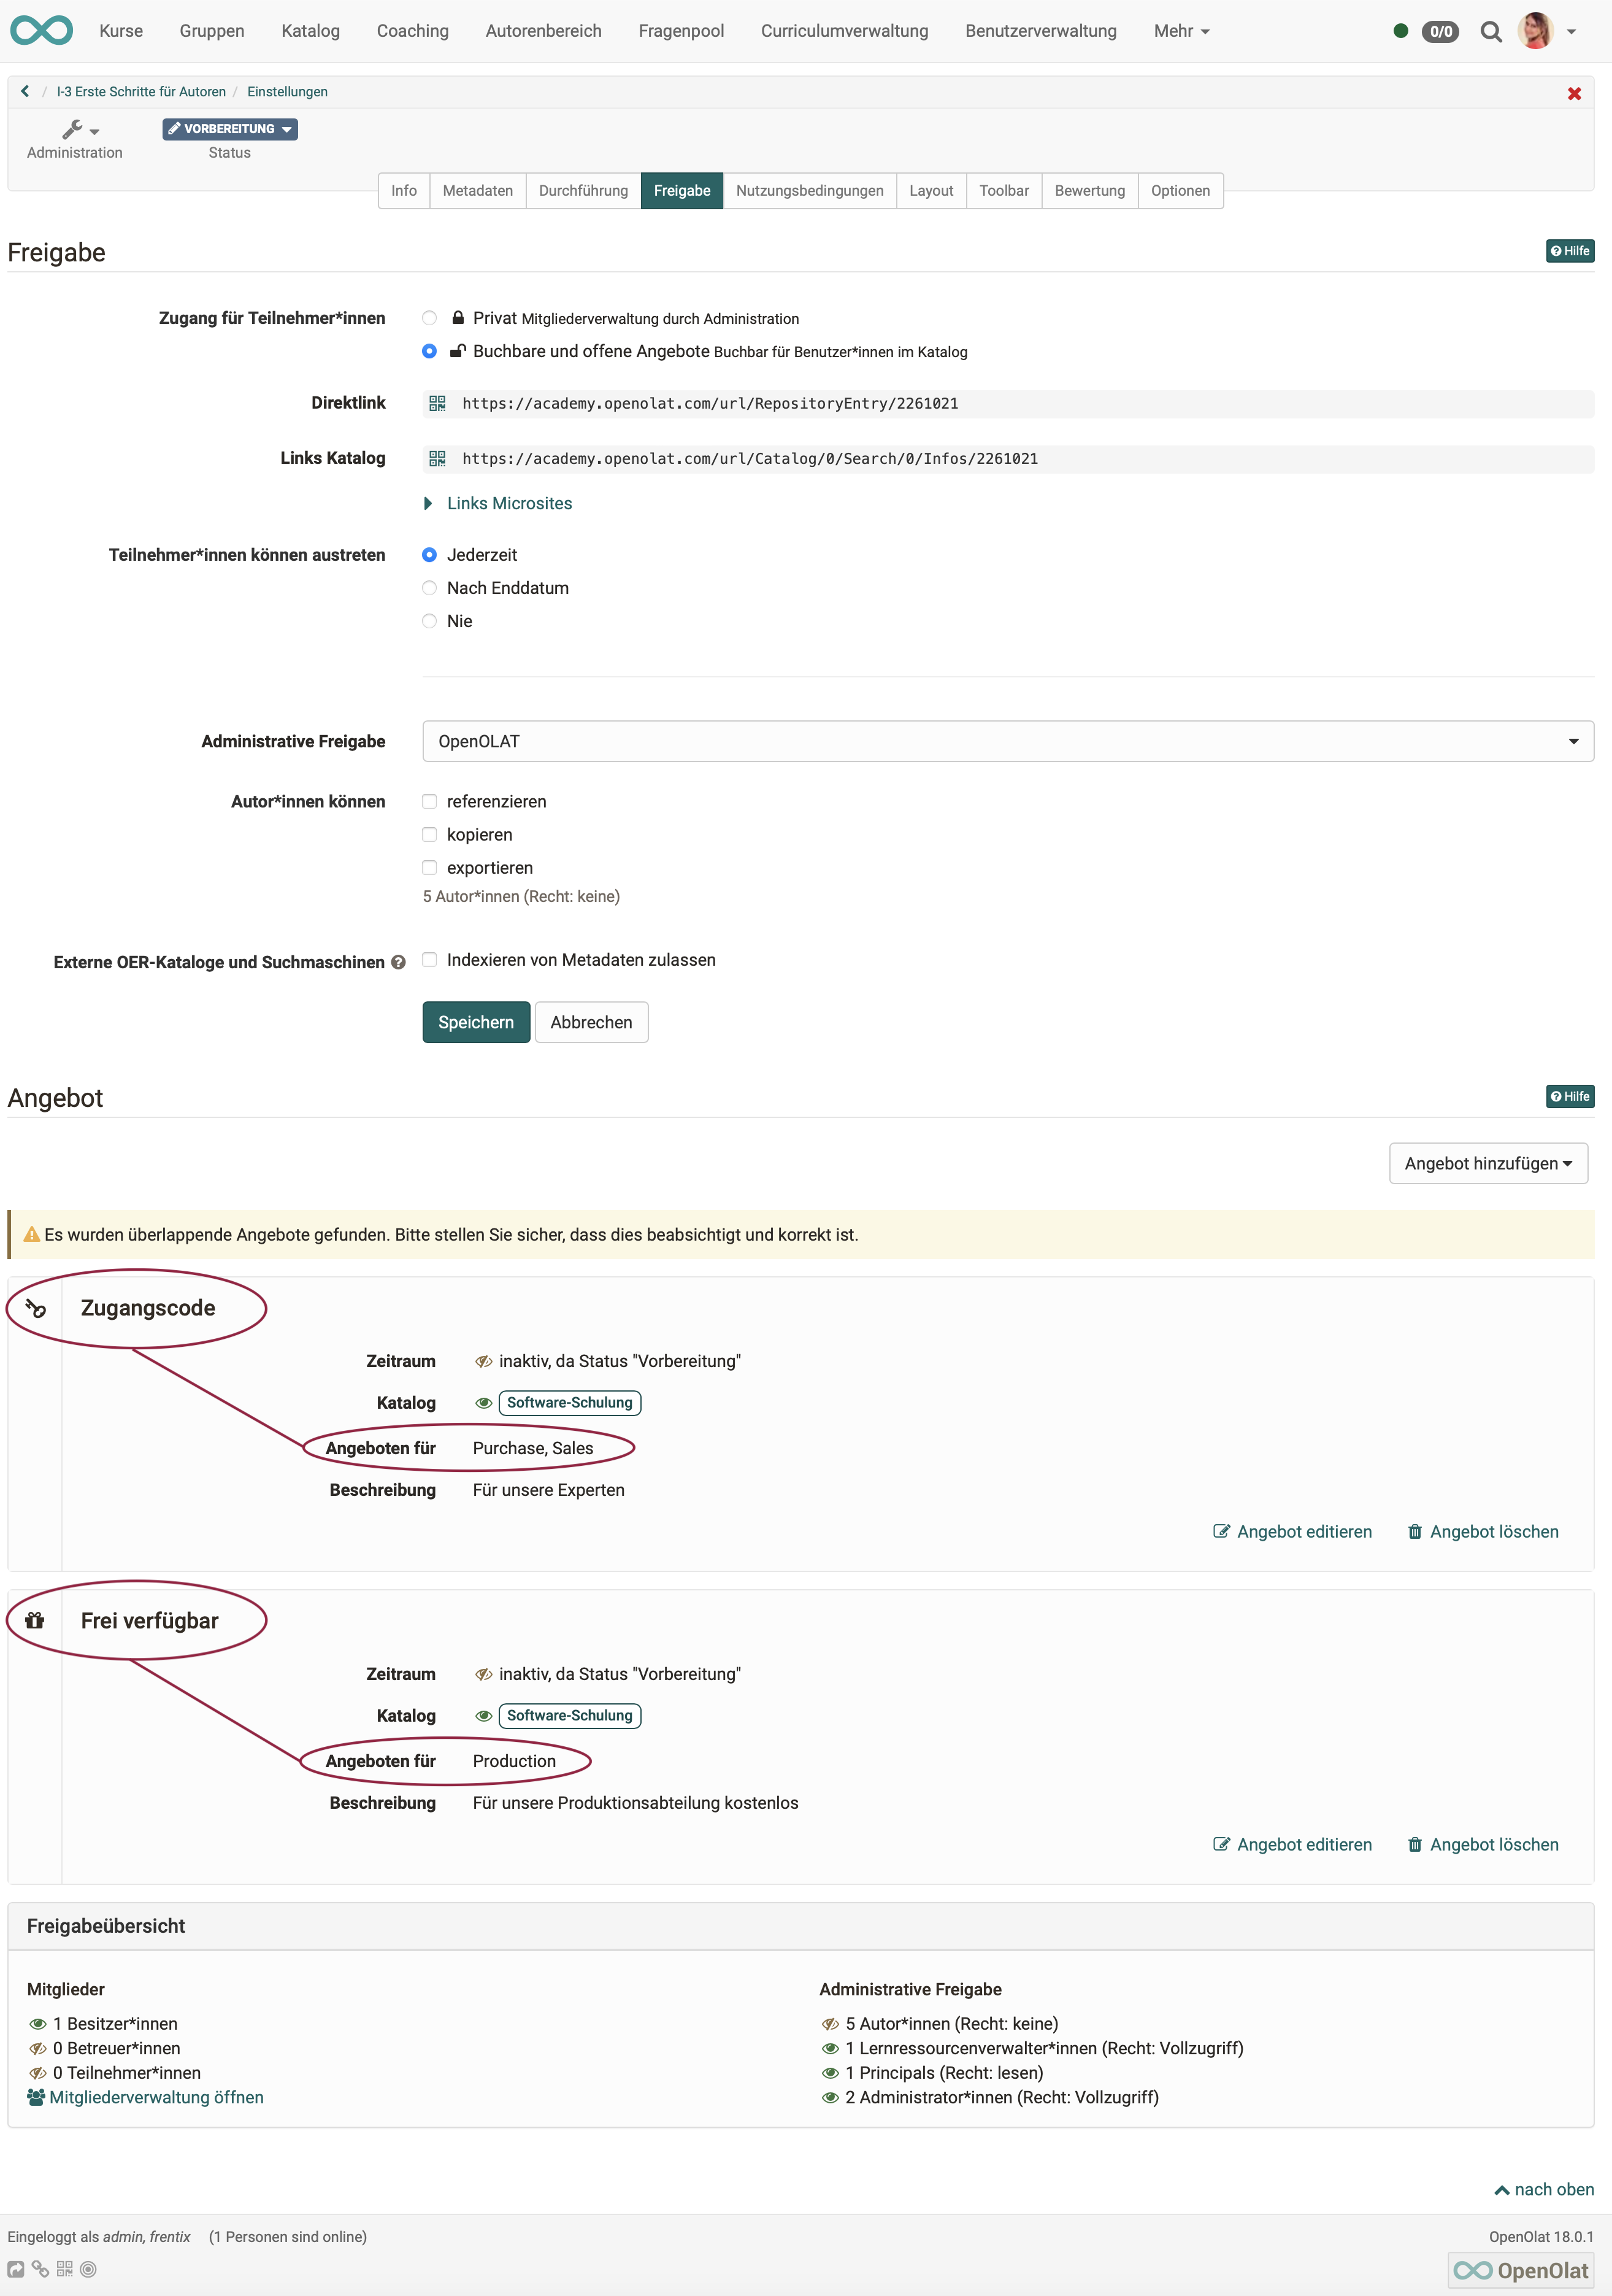 Kurse Gruppen Katalog Coaching Autorenbereich Fragenpool Curriculumverwaltung Benutzerverwaltung Mehr 0/0
/ I-3 Erste Schritte für Autoren / Einstellungen
VORBEREITUNG
Administration Status
Info Metadaten Durchführung Freigabe Nutzungsbedingungen Layout Toolbar Bewertung Optionen
Freigabe Hilfe
Zugang für Teilnehmer*innen Privat Mitgliederverwaltung durch Administration
Buchbare und offene Angebote Buchbar für Benutzer*innen im Katalog
Direktlink https://academy.openolat.com/url/RepositoryEntry/2261021
Links Katalog https://academy.openolat.com/url/Catalog/0/Search/0/Infos/2261021
Links Microsites
Teilnehmer*innen können austreten Jederzeit
Nach Enddatum
Nie
Administrative Freigabe OpenOLAT
Autor*innen können referenzieren
kopieren
exportieren
5 Autor*innen (Recht: keine)
Externe OER-Kataloge und Suchmaschinen Indexieren von Metadaten zulassen
Speichern Abbrechen
Angebot Hilfe
Angebot hinzufügen
Es wurden überlappende Angebote gefunden. Bitte stellen Sie sicher, dass dies beabsichtigt und korrekt ist.
Zugangscode
Zeitraum inaktiv, da Status "Vorbereitung"
Katalog Software-Schulung
Angeboten für Purchase, Sales
Beschreibung Für unsere Experten
Angebot editieren Angebot löschen
Frei verfügbar
Zeitraum inaktiv, da Status "Vorbereitung"
Katalog Software-Schulung
Angeboten für Production
Beschreibung Für unsere Produktionsabteilung kostenlos
Angebot editieren Angebot löschen
Freigabeübersicht
Mitglieder Administrative Freigabe
1 Besitzer*innen 5 Autor*innen (Recht: keine)
0 Betreuer*innen 1 Lernressourcenverwalter*innen (Recht: Vollzugriff)
0 Teilnehmer*innen 1 Principals (Recht: lesen)
Mitgliederverwaltung öffnen 2 Administrator*innen (Recht: Vollzugriff)
nach oben
Eingeloggt als admin, frentix (1 Personen sind online) OpenOlat 18.0.1
OpenOlat